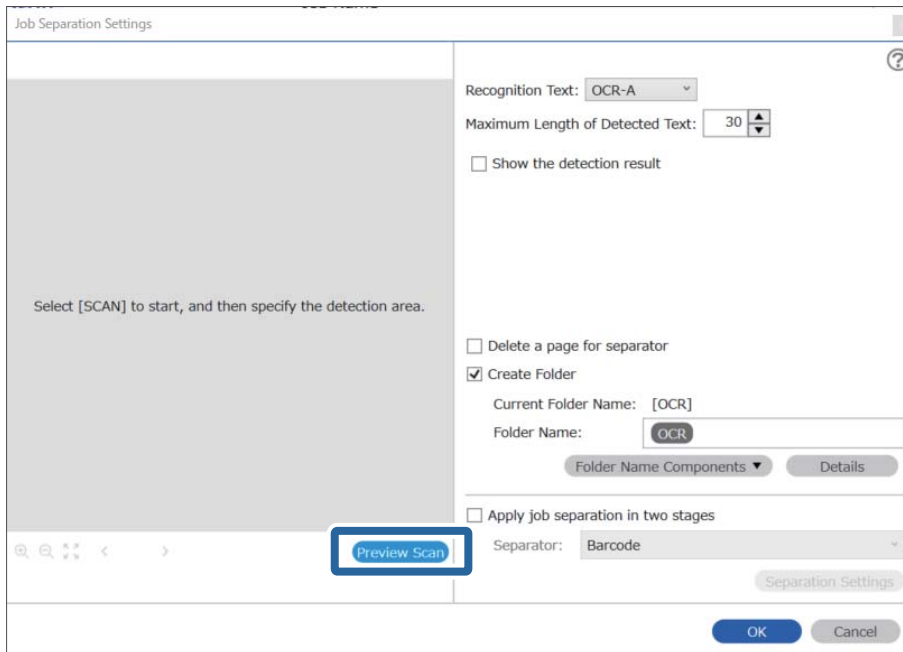 Job Separation Settings
Recognition Text: OCR-A
Maximum Length of Detected Text: 30
Show the detection result
Select [SCAN] to start, and then specify the detection area.
Delete a page for separator
Create Folder
Current Folder Name: [OCR]
Folder Name: OCR
Folder Name Components ▼ Details
Apply job separation in two stages
Preview Scan
Separator: Barcode
Separation Settings
OK Cancel